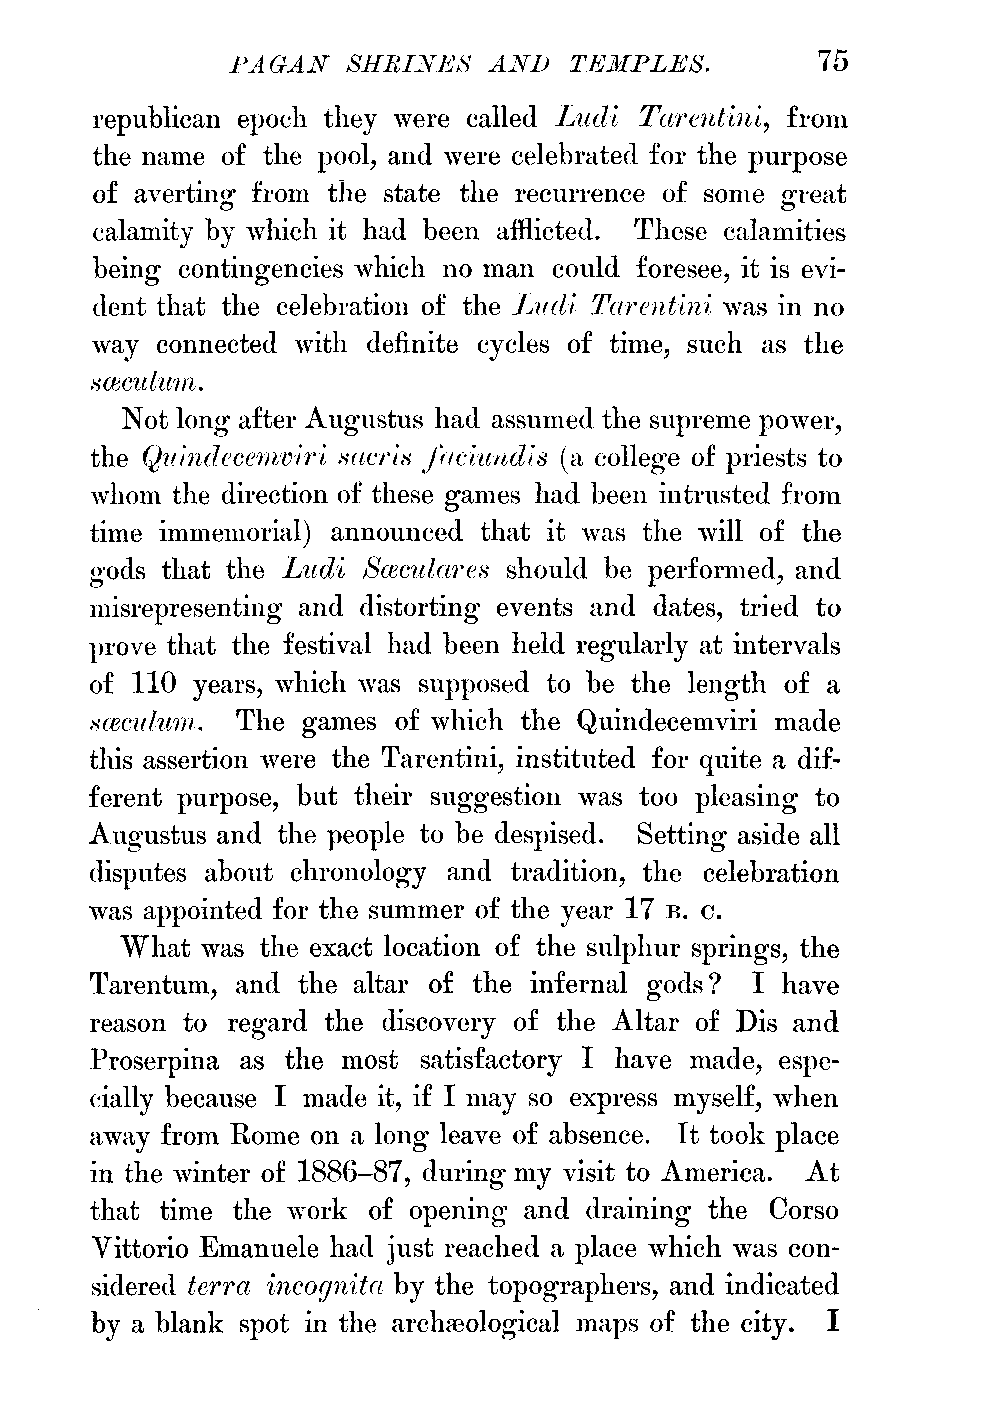 PAGAN SHRINES AND TEMPLES. 75
republican epoch they were called Ludi Tarentini, from
the name of the pool, and were celebrated for the purpose
of averting from the state the recurrence of some great
calamity by which it had been afflicted. These calamities
being contingencies which no man could foresee, it is evi-
dent that the celebration of the Ludi Tarentini was in no
way connected with definite cycles of time, such as the
sæculum.
Not long after Augustus had assumed the supreme power,
the Quindecemviri sacris faciundis (a college of priests to
whom the direction of these games had been intrusted from
time immemorial) announced that it was the will of the
gods that the Ludi Sæculares should be performed, and
misrepresenting and distorting events and dates, tried to
prove that the festival had been held regularly at intervals
of 110 years, which was supposed to be the length of a
sæculum. The games of which the Quindecemviri made
this assertion were the Tarentini, instituted for quite a dif-
ferent purpose, but their suggestion was too pleasing to
Augustus and the people to be despised. Setting aside all
disputes about chronology and tradition, the celebration
was appointed for the summer of the year 17 B. C.
What was the exact location of the sulphur springs, the
Tarentum, and the altar of the infernal gods? I have
reason to regard the discovery of the Altar of Dis and
Proserpina as the most satisfactory I have made, espe-
cially because I made it, if I may so express myself, when
away from Rome on a long leave of absence. It took place
in the winter of 1886–87, during my visit to America. At
that time the work of opening and draining the Corso
Vittorio Emanuele had just reached a place which was con-
sidered terra incognita by the topographers, and indicated
by a blank spot in the archæological maps of the city. I